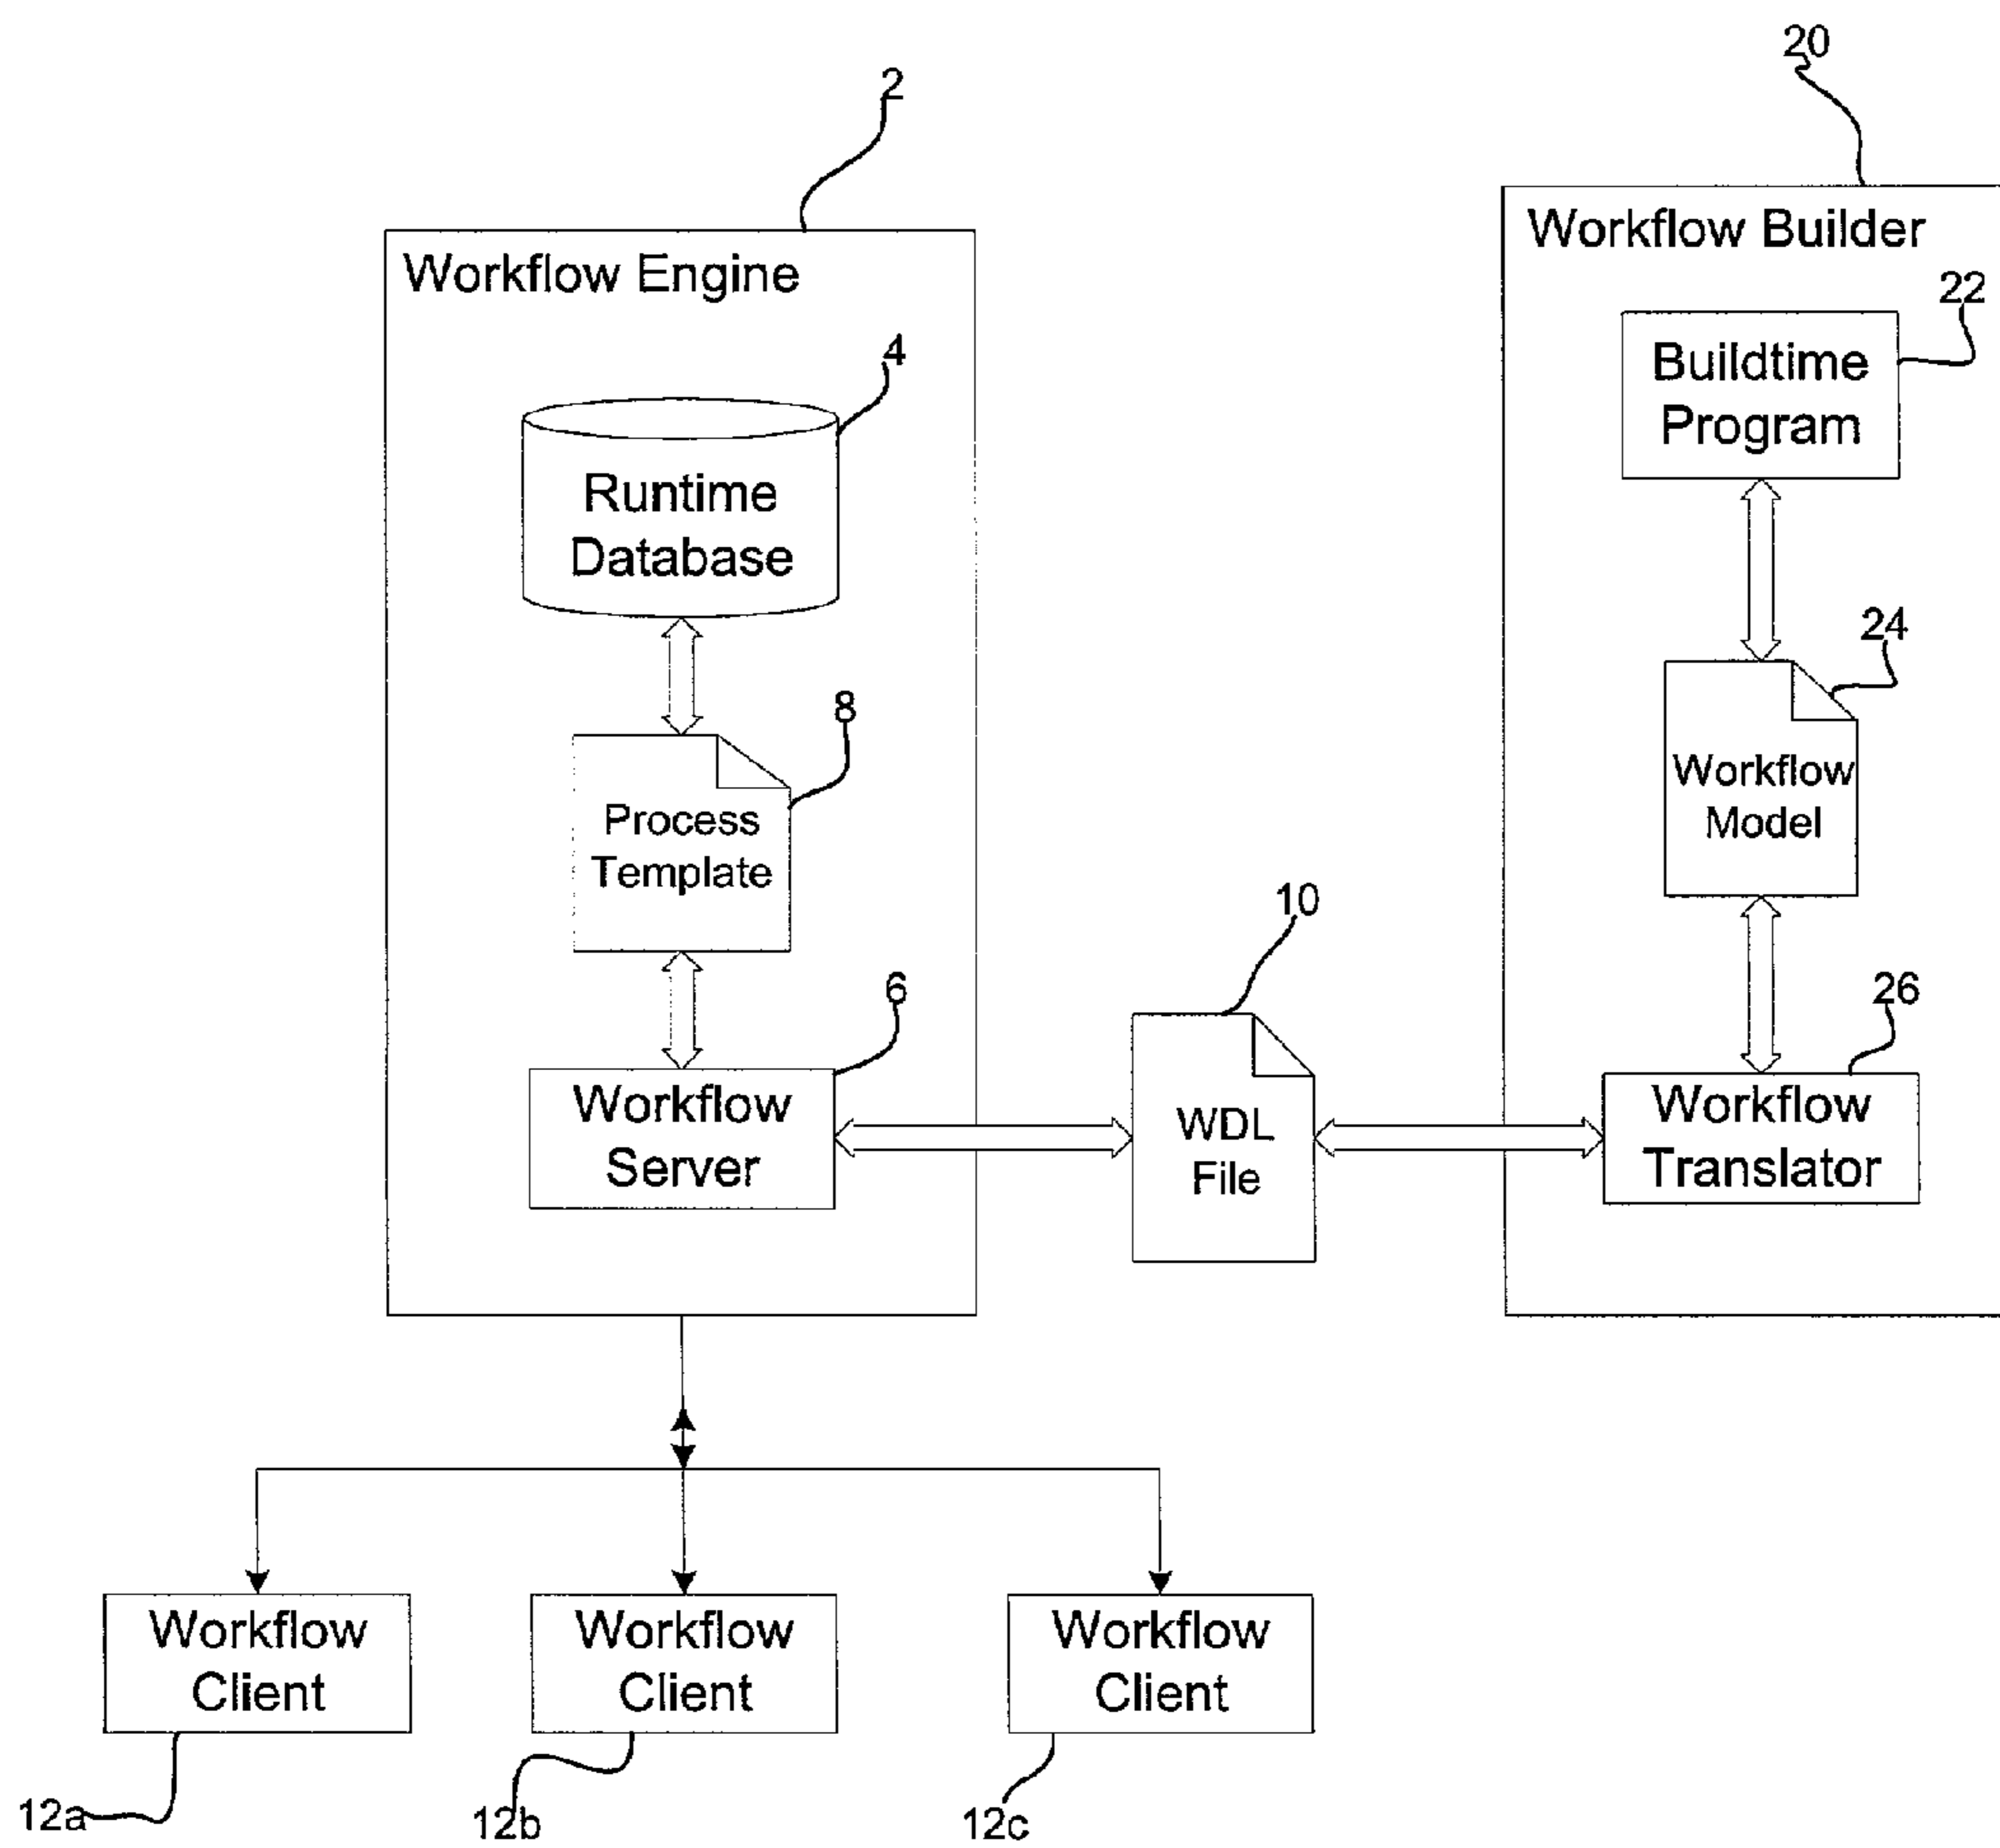 20
2
Workflow Builder
Workflow Engine
22
Buildtime
Program
4
Runtime
Database
24
8
Workflow
Model
Process
Template
10
6
26
WDL
File
Workflow
Server
Workflow
Translator
Workflow
Client
Workflow
Client
Workflow
Client
12a
12b
12c